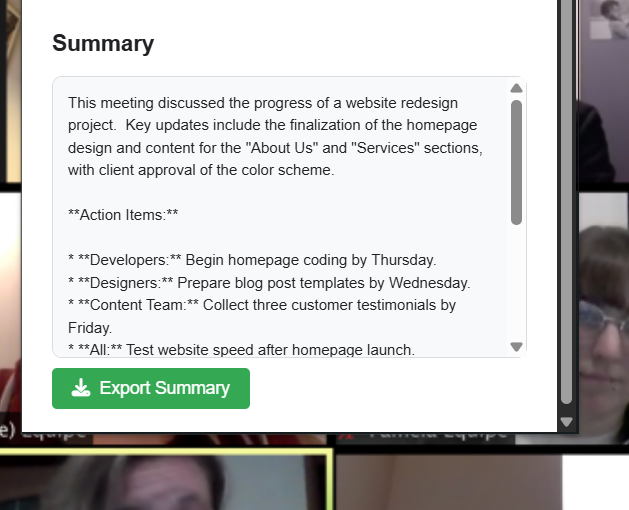 Summary
This meeting discussed the progress of a website redesign
project.  Key updates include the finalization of the homepage
design and content for the "About Us" and "Services" sections,
with client approval of the color scheme.
**Action Items:**
* **Developers:** Begin homepage coding by Thursday.
* **Designers:** Prepare blog post templates by Wednesday.
* **Content Team:** Collect three customer testimonials by
Friday.
* **All:** Test website speed after homepage launch.
Export Summary